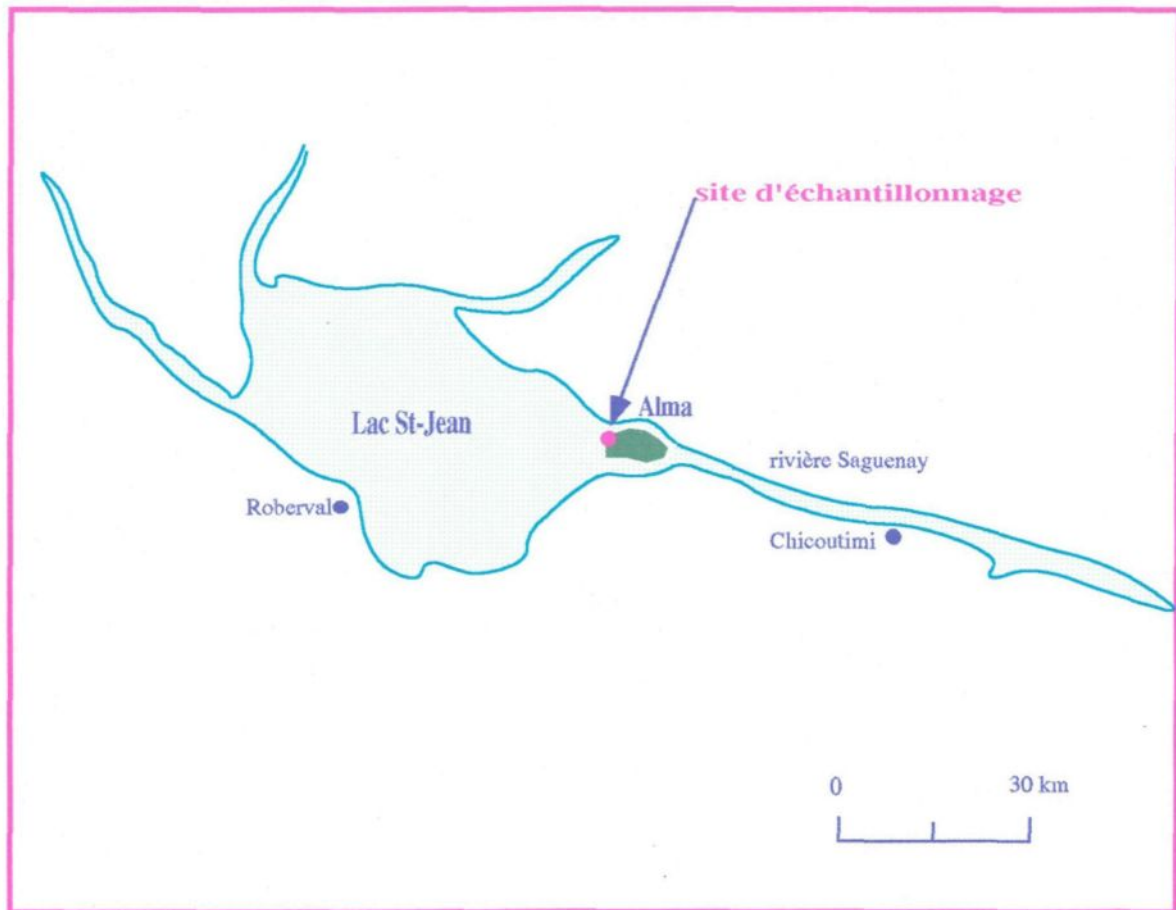 site d'échantillonnage
Alma
Lac St-Jean
rivière Saguenay
Roberval
Chicoutimi
0 30 km